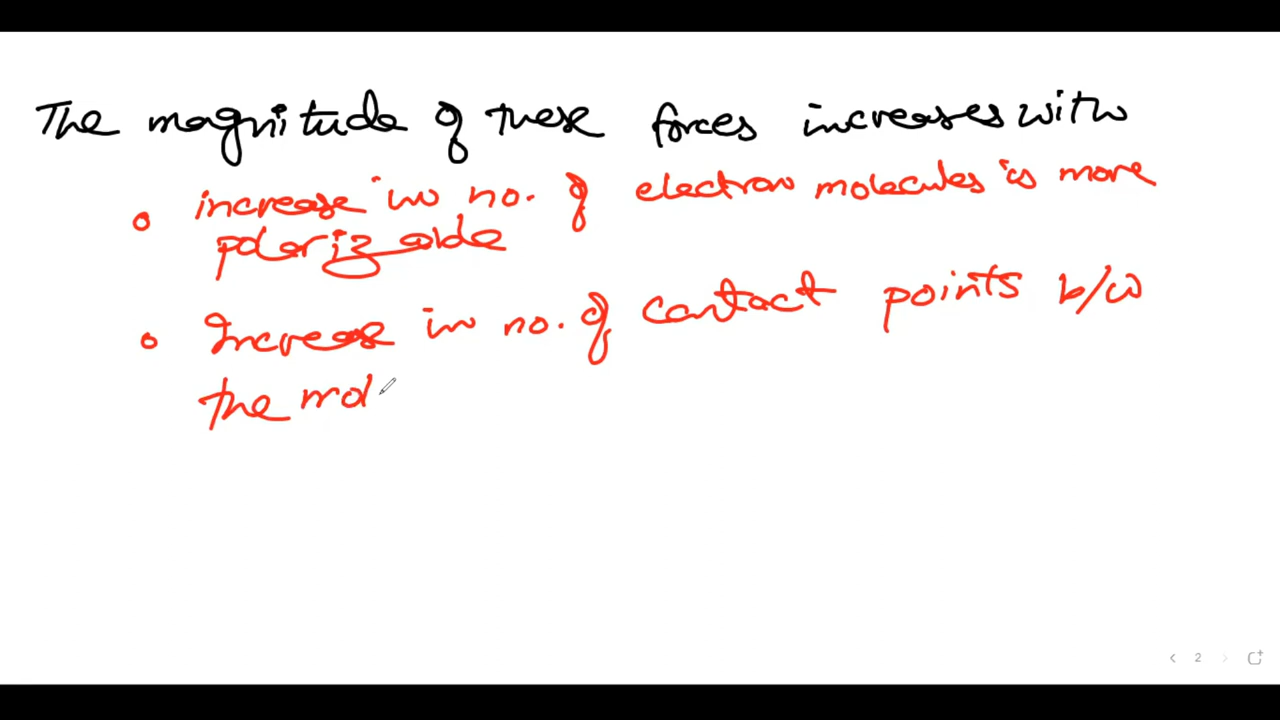 The magnitude of these forces increases with
• increase in no. of electron molecules is more
polarizable
• Increase in no. of contact points b/w
the mol
2